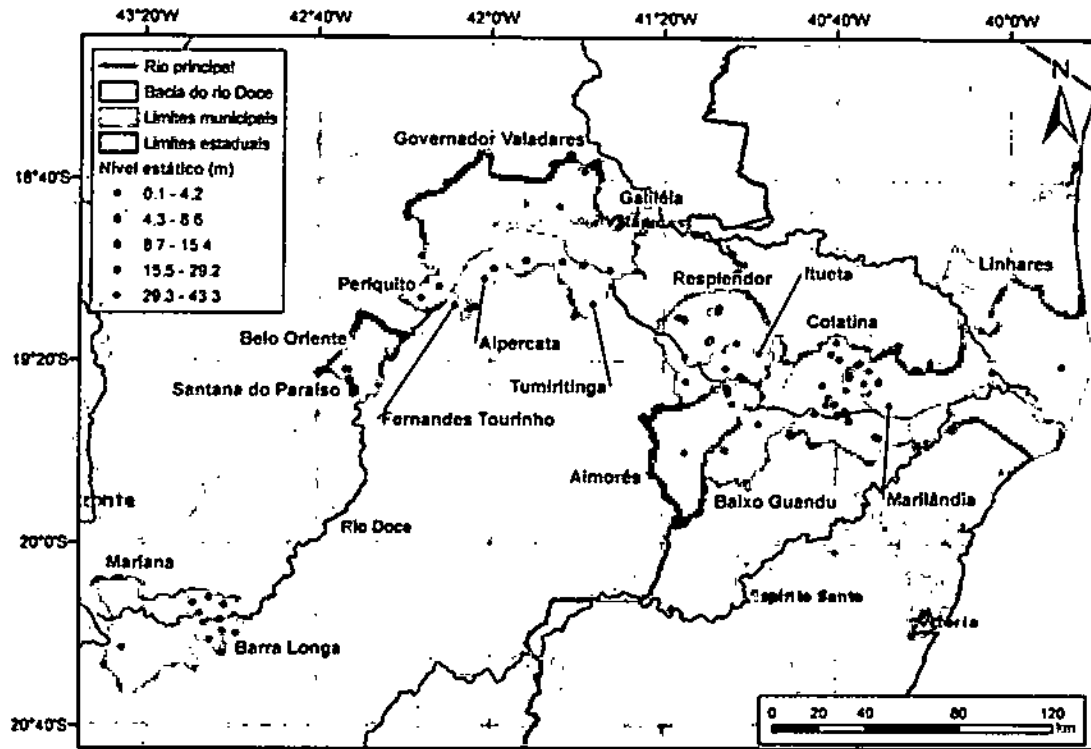 43°20'W 42°40'W 42°0'W 41°20'W 40°40'W 40°0'W
N
Rio principal
Bacia do rio Doce
Limites municipais
Limites estaduais
Nível estático (m)
0.1 - 4.2
4.3 - 8.6
8.7 - 15.4
15.5 - 29.2
29.3 - 43.3
Governador Valadares
18°40'S
Galiléia
Periquito
Resplendor
Itueta
Linhares
Belo Oriente
Colatina
Alpercata
19°20'S
Santana do Paraíso
Tumiritinga
Fernandes Tourinho
Aimorés
Baixo Guandu
Marilândia
Rio Doce
20°0'S
Mariana
Espírito Santo
Vitória
Barra Longa
20°40'S
0 20 40 80 120
km